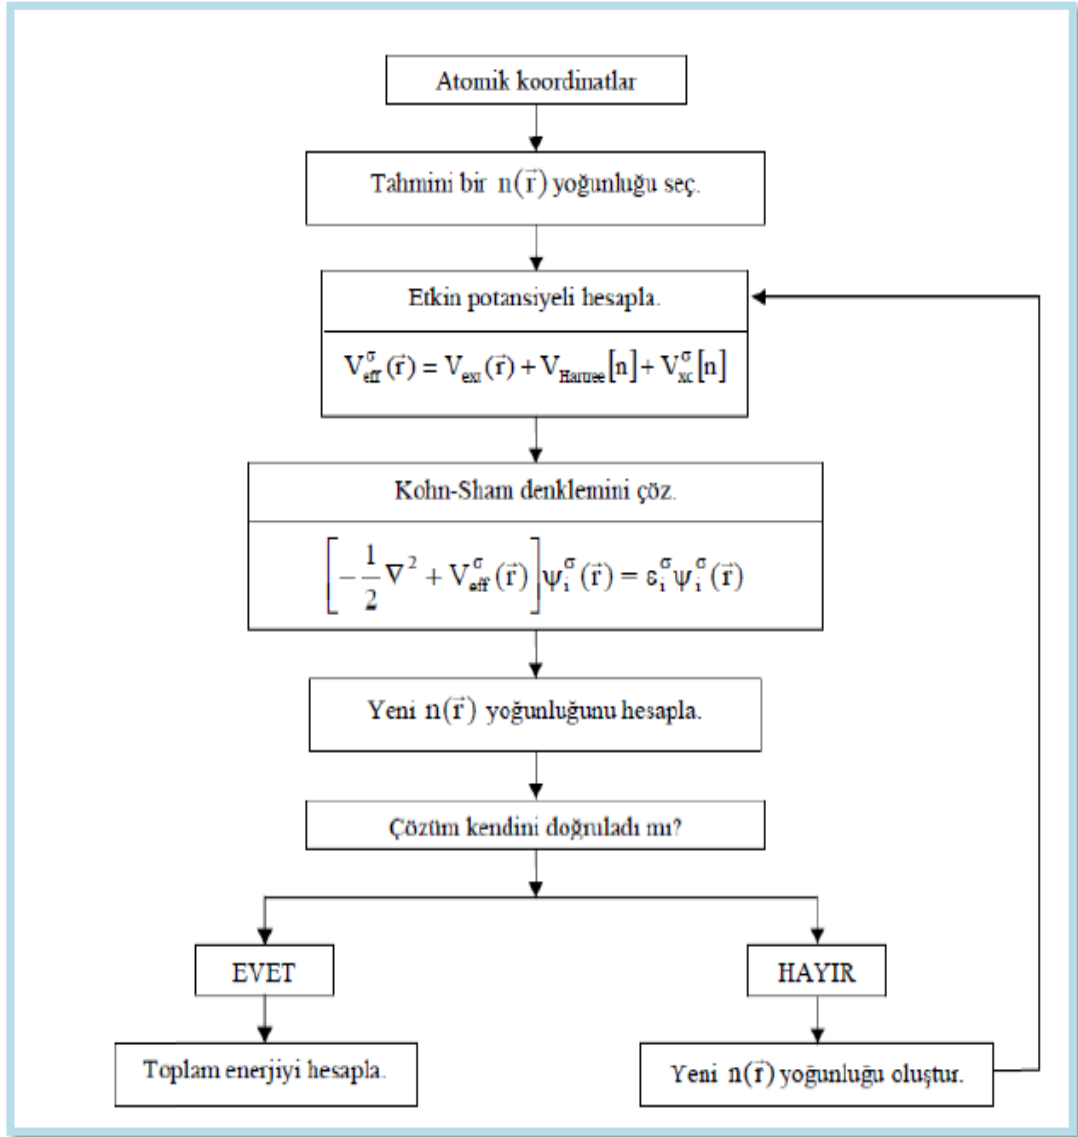 Atomik koordinatlar
Tahmini bir n(r⃗) yoğunluğu seç.
Etkin potansiyeli hesapla.
V^σ_eff(r⃗) = V_ext(r⃗) + V_Hartree[n] + V^σ_xc[n]
Kohn-Sham denklemini çöz.
[-1/2 ∇² + V^σ_eff(r⃗)]ψ^σ_i(r⃗) = ε^σ_i ψ^σ_i(r⃗)
Yeni n(r⃗) yoğunluğunu hesapla.
Çözüm kendini doğruladı mı?
EVET
HAYIR
Toplam enerjiyi hesapla.
Yeni n(r⃗) yoğunluğu oluştur.